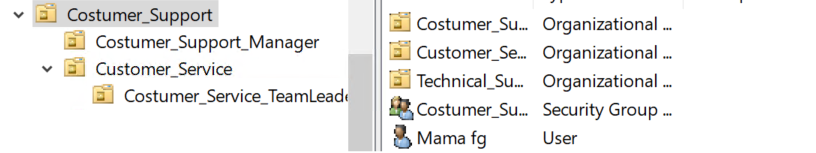 Costumer_Support
Costumer_Support_Manager
Customer_Service
Costumer_Service_TeamLeade
Costumer_Su... Organizational ...
Customer_Se... Organizational ...
Technical_Su... Organizational ...
Costumer_Su... Security Group ...
Mama fg User